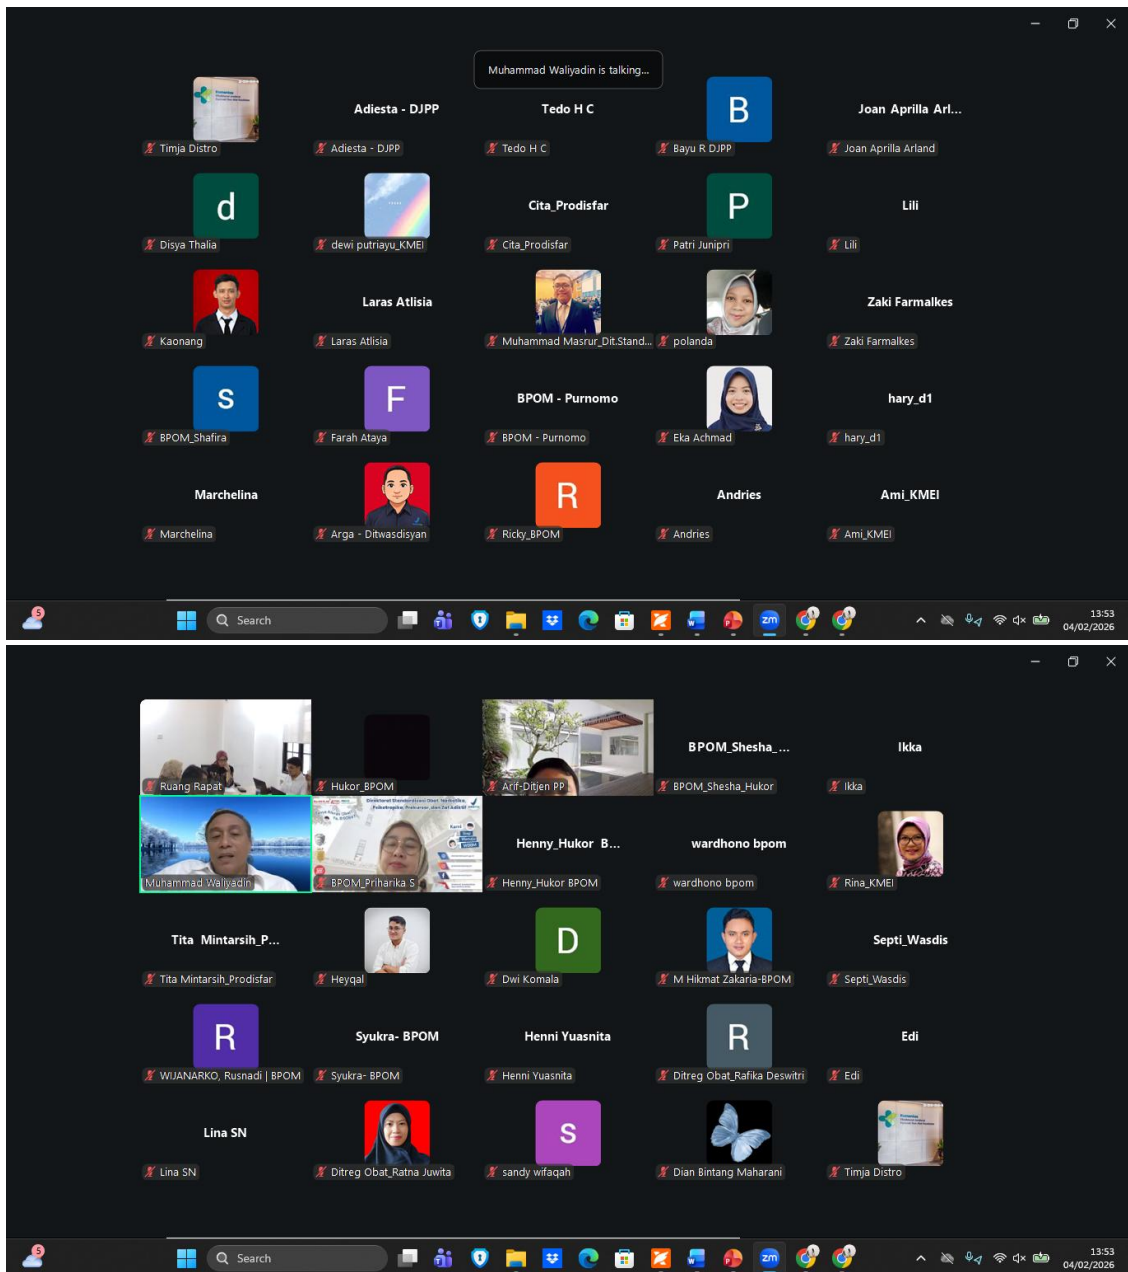 Muhammad Waliyadin is talking...
Adiesta - DJPP
Tedo H C
B
Joan Aprilla Arl...
Timja Distro
Adiesta - DJPP
Tedo H C
Bayu R DJPP
Joan Aprilla Arland
d
Cita_Prodisfar
P
Lili
Disya Thalia
dewi putriayu_KMEI
Cita_Prodisfar
Patri Junipri
Lili
Laras Atlisia
Zaki Farmalkes
Kaonang
Laras Atlisia
Muhammad Masrur_Dit.Stand...
polanda
Zaki Farmalkes
s
F
BPOM - Purnomo
hary_d1
BPOM_Shafira
Farah Ataya
BPOM - Purnomo
Eka Achmad
hary_d1
Marchelina
R
Andries
Ami_KMEI
Marchelina
Arga - Ditwasdisyan
Ricky_BPOM
Andries
Ami_KMEI
5
Search
zm
13:53
04/02/2026
BPOM_Shesha_...
Ikka
Ruang Rapat
Hukor_BPOM
Arif-Ditjen PP
BPOM_Shesha_Hukor
Ikka
Henny_Hukor B...
wardhono bpom
Muhammad Waliyadin
BPOM_Priharika S
Henny_Hukor BPOM
wardhono bpom
Rina_KMEI
Tita Mintarsih_P...
D
Septi_Wasdis
Tita Mintarsih_Prodisfar
Heyqal
Dwi Komala
M Hikmat Zakaria-BPOM
Septi_Wasdis
R
Syukra- BPOM
Henni Yuasnita
R
Edi
WIJANARKO, Rusnadi | BPOM
Syukra- BPOM
Henni Yuasnita
Ditreg Obat_Rafika Deswitri
Edi
Lina SN
s
Lina SN
Ditreg Obat_Ratna Juwita
sandy wifaqah
Dian Bintang Maharani
Timja Distro
5
Search
zm
13:53
04/02/2026